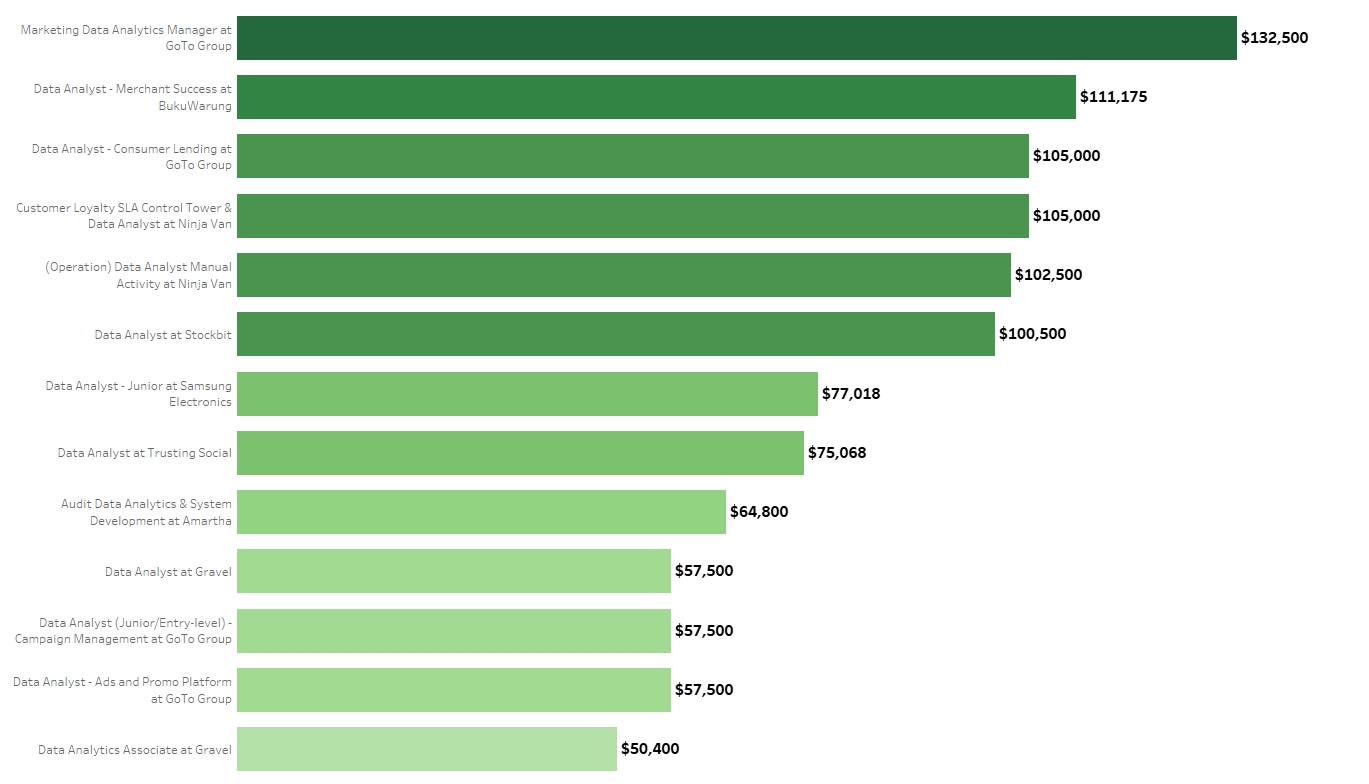 Marketing Data Analytics Manager at
GoTo Group
$132,500
Data Analyst - Merchant Success at
BukuWarung
$111,175
Data Analyst - Consumer Lending at
GoTo Group
$105,000
Customer Loyalty SLA Control Tower &
Data Analyst at Ninja Van
$105,000
(Operation) Data Analyst Manual
Activity at Ninja Van
$102,500
Data Analyst at Stockbit
$100,500
Data Analyst - Junior at Samsung
Electronics
$77,018
Data Analyst at Trusting Social
$75,068
Audit Data Analytics & System
Development at Amartha
$64,800
Data Analyst at Gravel
$57,500
Data Analyst (Junior/Entry-level) -
Campaign Management at GoTo Group
$57,500
Data Analyst - Ads and Promo Platform
at GoTo Group
$57,500
Data Analytics Associate at Gravel
$50,400